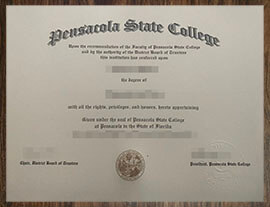 Pensacola State College
Upon the recommendation of the Faculty of Pensacola State College
and by the authority of the District Board of Trustees
this institution has conferred upon
the degree of
with all the rights, privileges, and honors, hereto appertaining
Given under the seal of Pensacola State College
at Pensacola in the State of Florida
Chair, District Board of Trustees
President, Pensacola State College